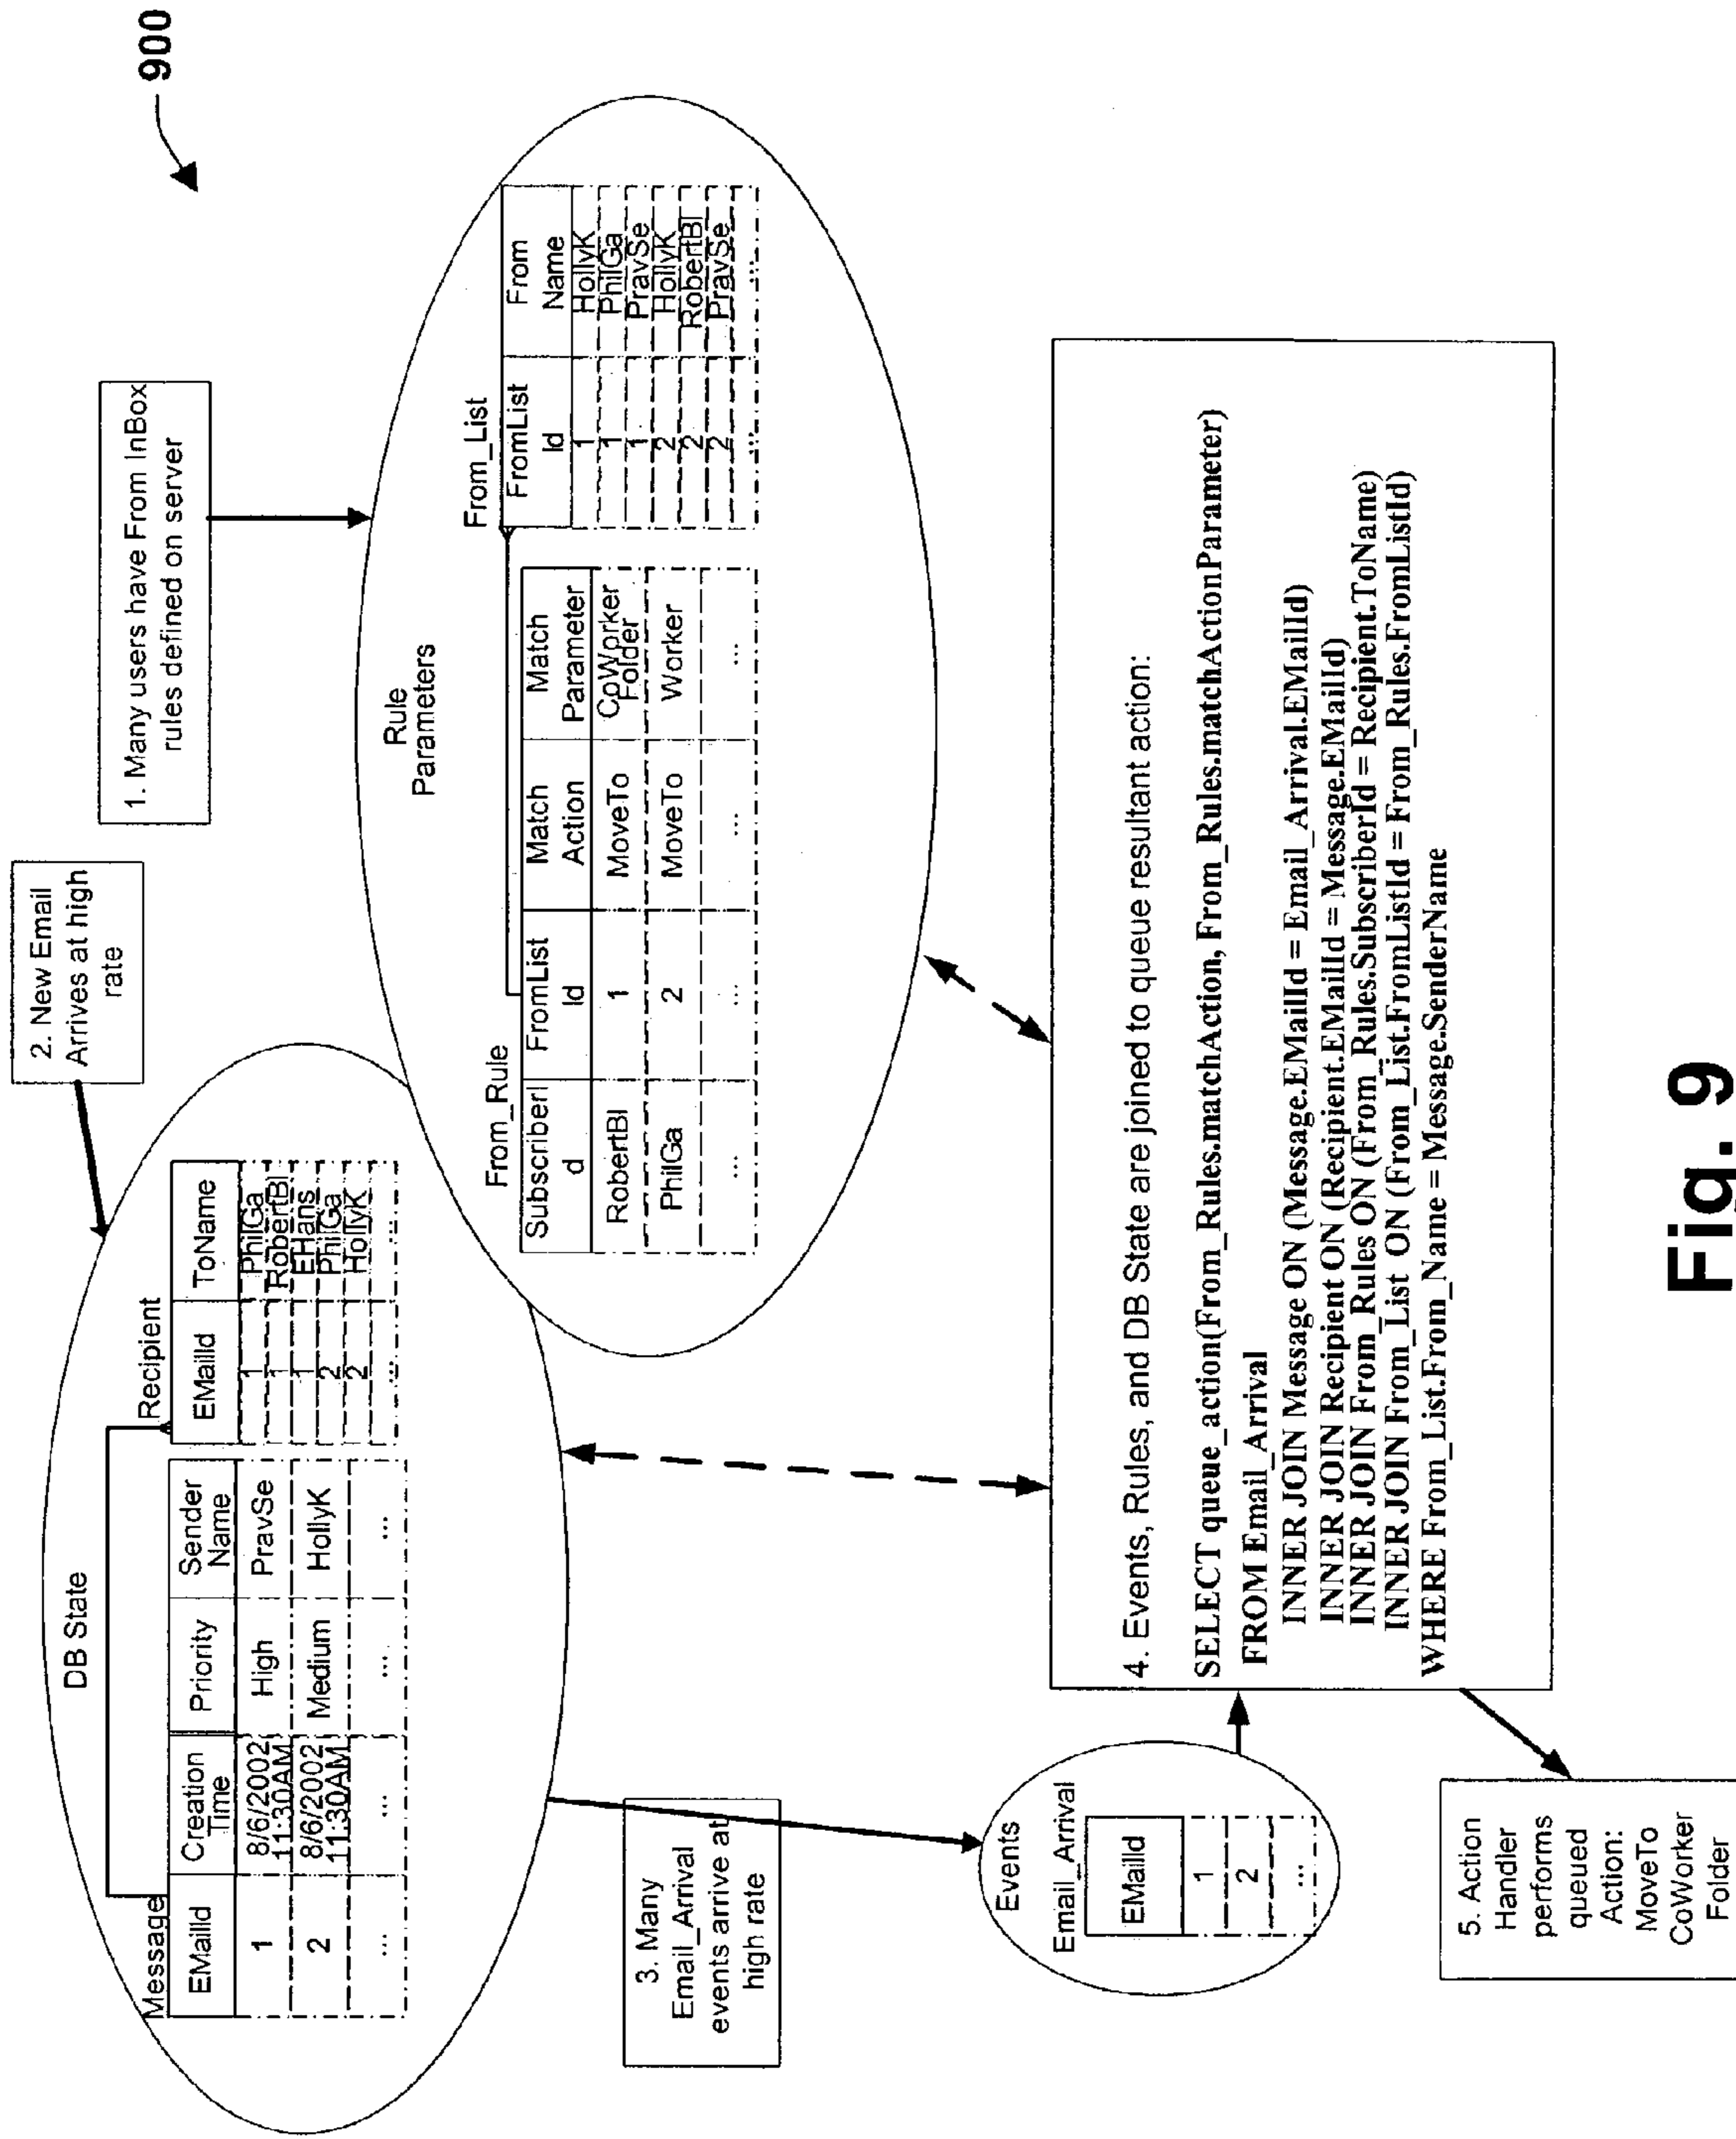 900
1. Many users have From InBox
rules defined on server
2. New Email
Arrives at high
rate
DB State
Message
EMailId Creation Time Priority Sender Name
1 8/6/2002 11:30AM High PravSe
2 8/6/2002 11:30AM Medium HollyK
... ... ... ...
Recipient
EMailId ToName
1 PhilGa
1 RobertBl
1 EHans
2 PhilGa
2 HollyK
... ...
Rule
Parameters
From_Rule
SubscriberI d FromList Id Match Action Match Parameter
RobertBl 1 MoveTo CoWorker Folder
PhilGa 2 MoveTo Worker
... ... ... ...
From_List
FromList Id From Name
1 HollyK
1 PhilGa
1 PravSe
2 HollyK
2 RobertBl
2 PravSe
... ...
3. Many
Email_Arrival
events arrive at
high rate
Events
Email_Arrival
EMailId
1
2
...
4. Events, Rules, and DB State are joined to queue resultant action:
SELECT queue_action(From_Rules.matchAction, From_Rules.matchActionParameter)
FROM Email_Arrival
INNER JOIN Message ON (Message.EMailId = Email_Arrival.EMailId)
INNER JOIN Recipient ON (Recipient.EMailId = Message.EMailId)
INNER JOIN From_Rules ON (From_Rules.SubscriberId = Recipient.ToName)
INNER JOIN From_List ON (From_List.FromListId = From_Rules.FromListId)
WHERE From_List.From_Name = Message.SenderName
5. Action
Handler
performs
queued
Action:
MoveTo
CoWorker
Folder
Fig. 9